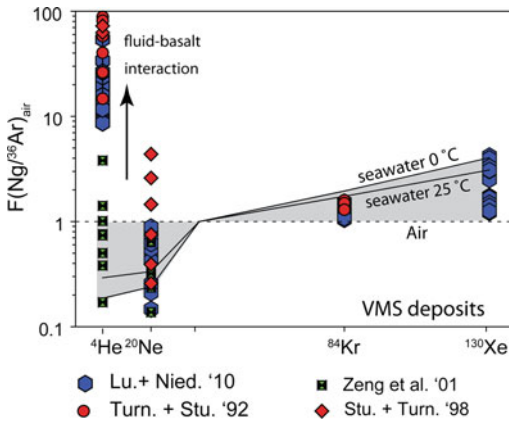 F(Ng/³⁶Ar)air
100
10
1
0.1
fluid-basalt
interaction
seawater 0 ˚C
seawater 25 ˚C
Air
VMS deposits
⁴He ²⁰Ne ⁸⁴Kr ¹³⁰Xe
Lu.+ Nied. ‘10 Zeng et al. ‘01
Turn. + Stu. ‘92 Stu. + Turn. ‘98